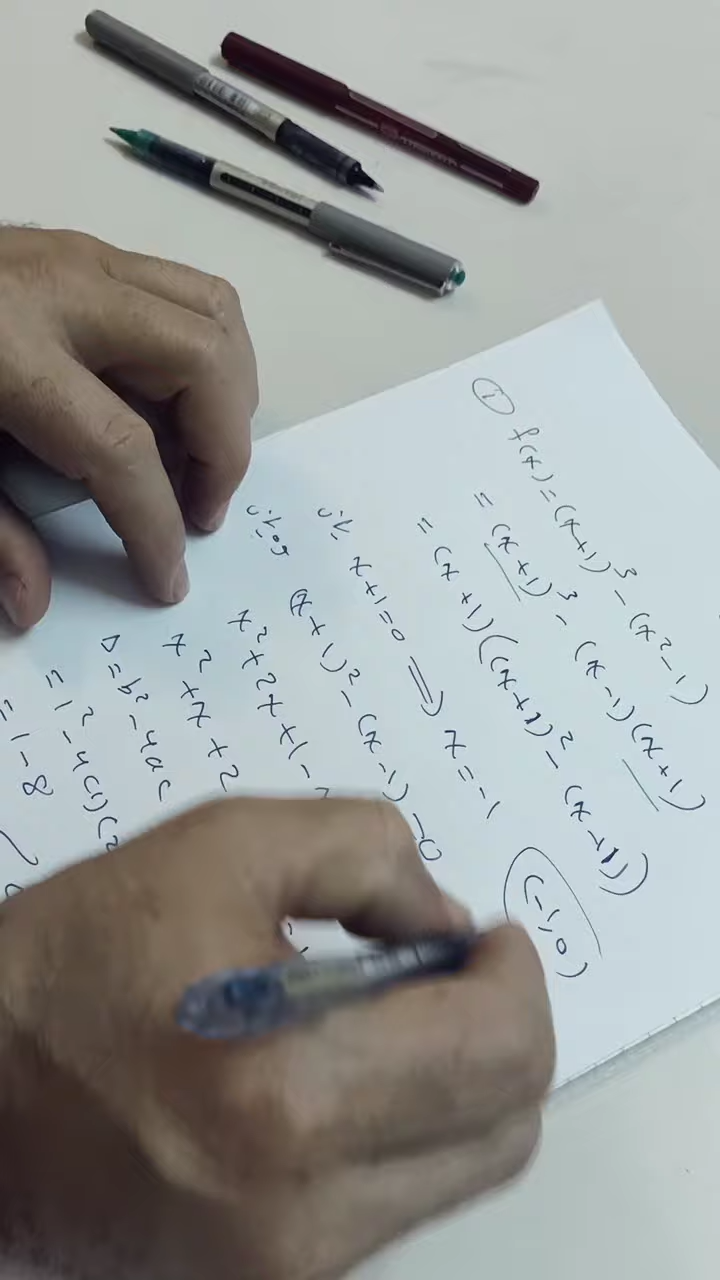 ① f(x) = (x+1)³ - (x²-1)
= (x+1)³ - (x-1)(x+1)
= (x+1)((x+1)² - (x-1))
إما x+1=0 ⟹ x=-1 (-1,0)
(x+1)² - (x-1) = 0
x² + 2x + 1 -
x² + x + 2
Δ = b² - 4ac
= 1² - 4(1)(2
= 1 - 8